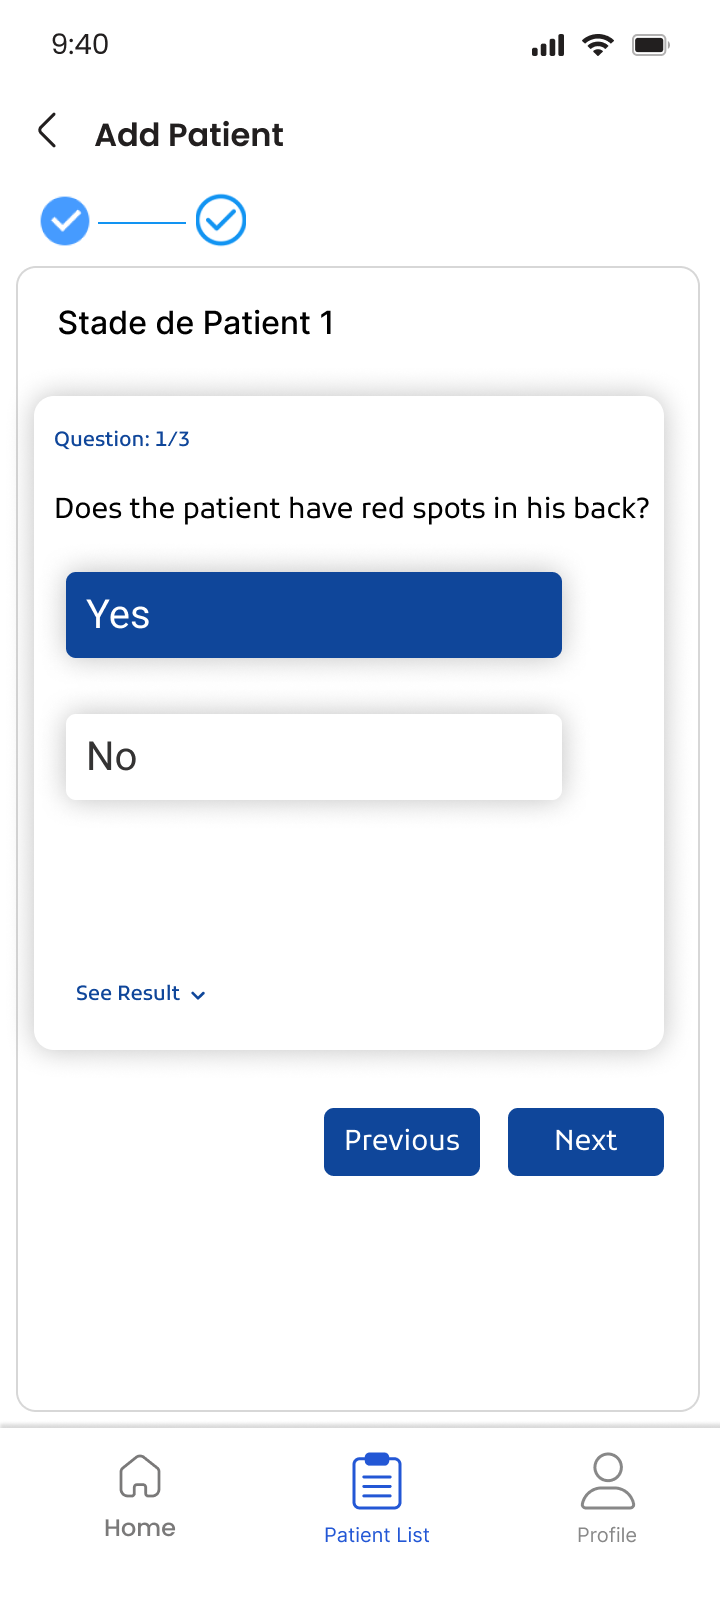 9:40
Add Patient
Stade de Patient 1
Question: 1/3
Does the patient have red spots in his back?
Yes
No
See Result
Previous
Next
Home
Patient List
Profile